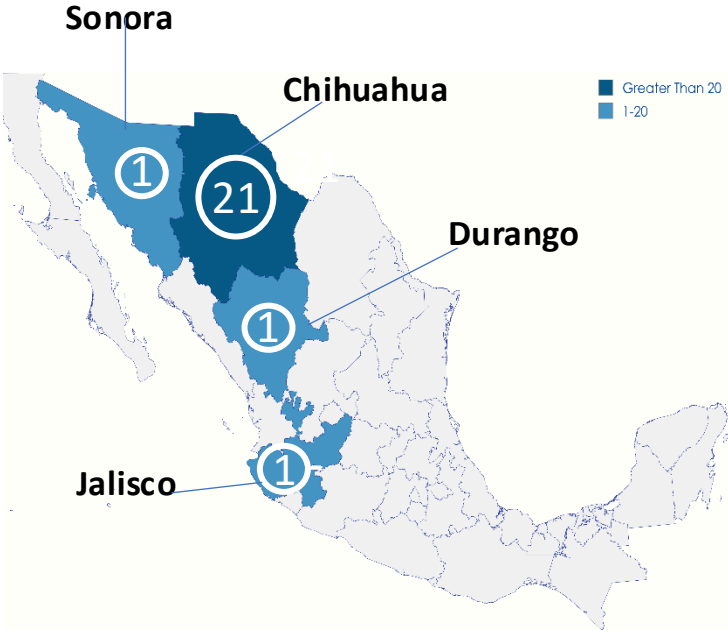 Sonora
Chihuahua
Greater Than 20
1-20
1
21
Durango
1
1
Jalisco